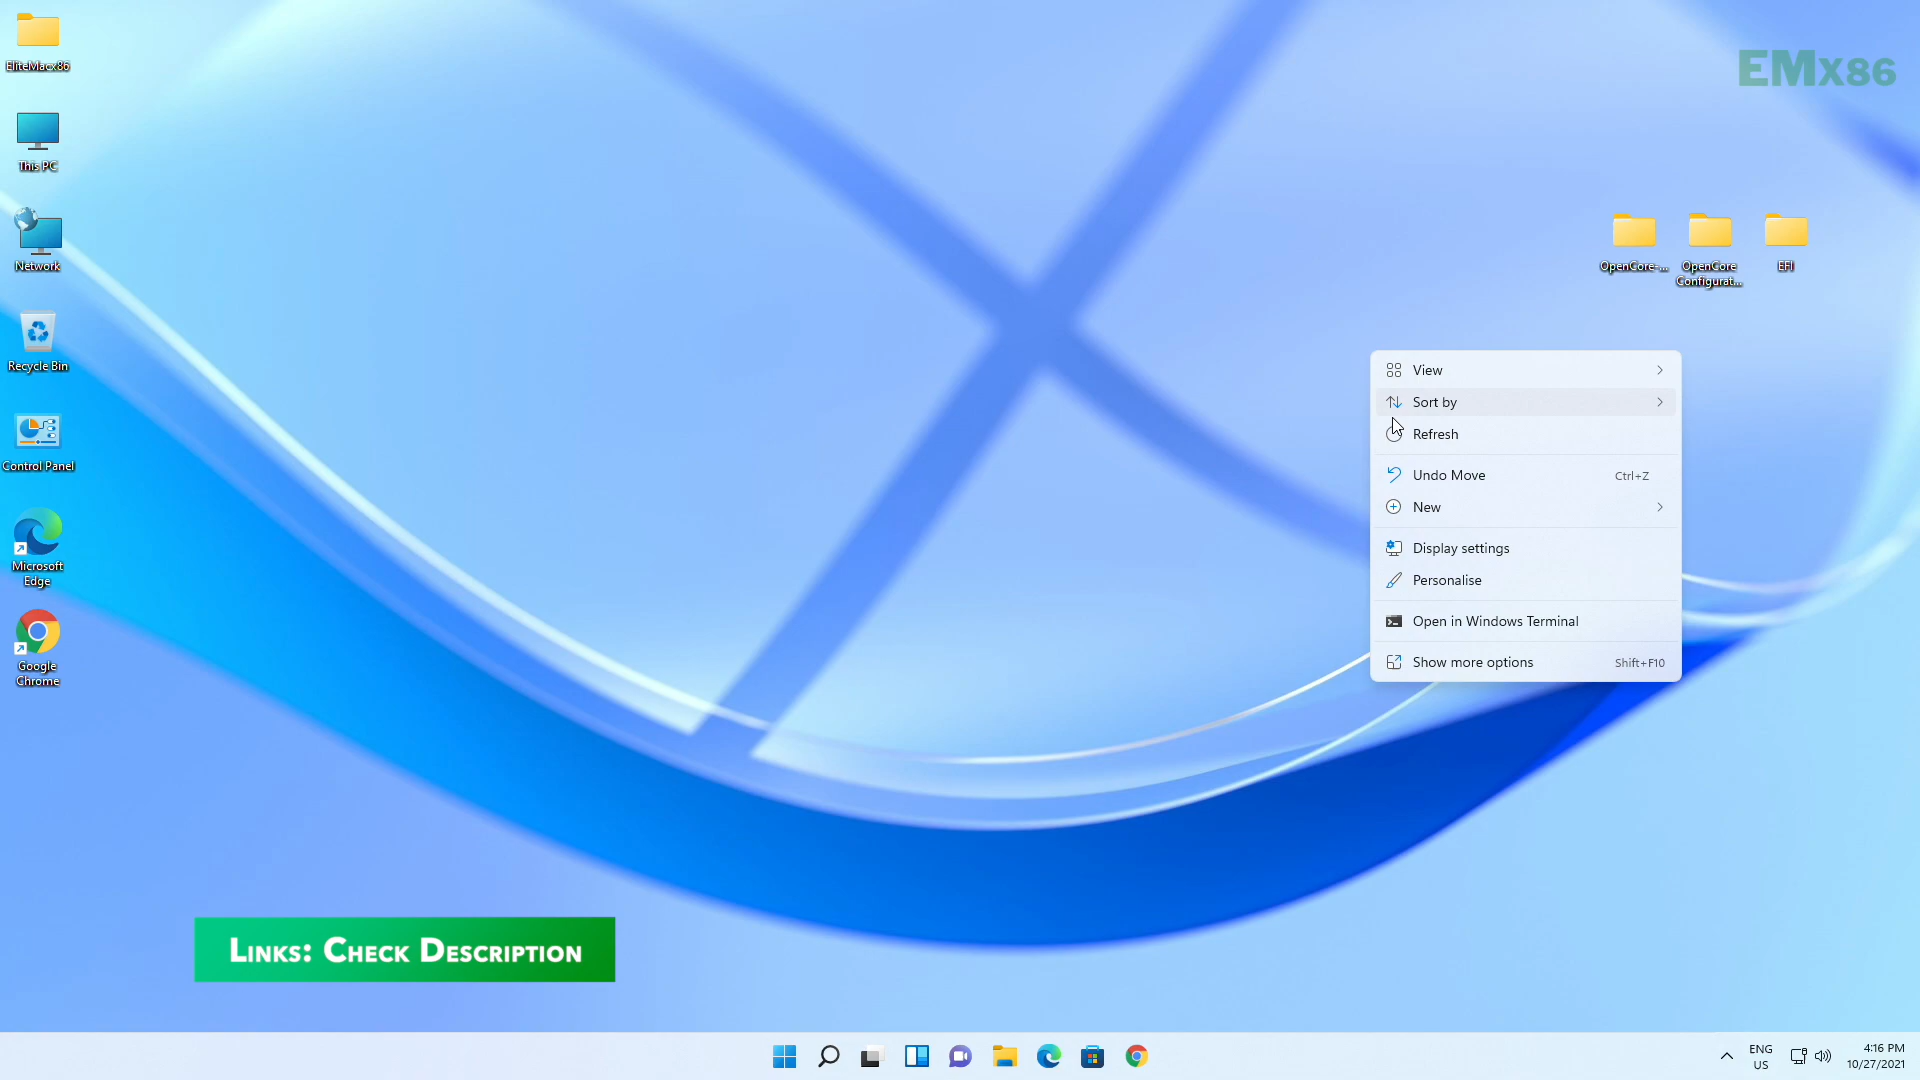 EliteMacx86
This PC
Network
Recycle Bin
Control Panel
Microsoft
Edge
Google
Chrome
EMx86
OpenCore-...
OpenCore
Configurat...
EFI
View
Sort by
Refresh
Undo Move Ctrl+Z
New
Display settings
Personalise
Open in Windows Terminal
Show more options Shift+F10
Links: Check Description
ENG
US
4:16 PM
10/27/2021